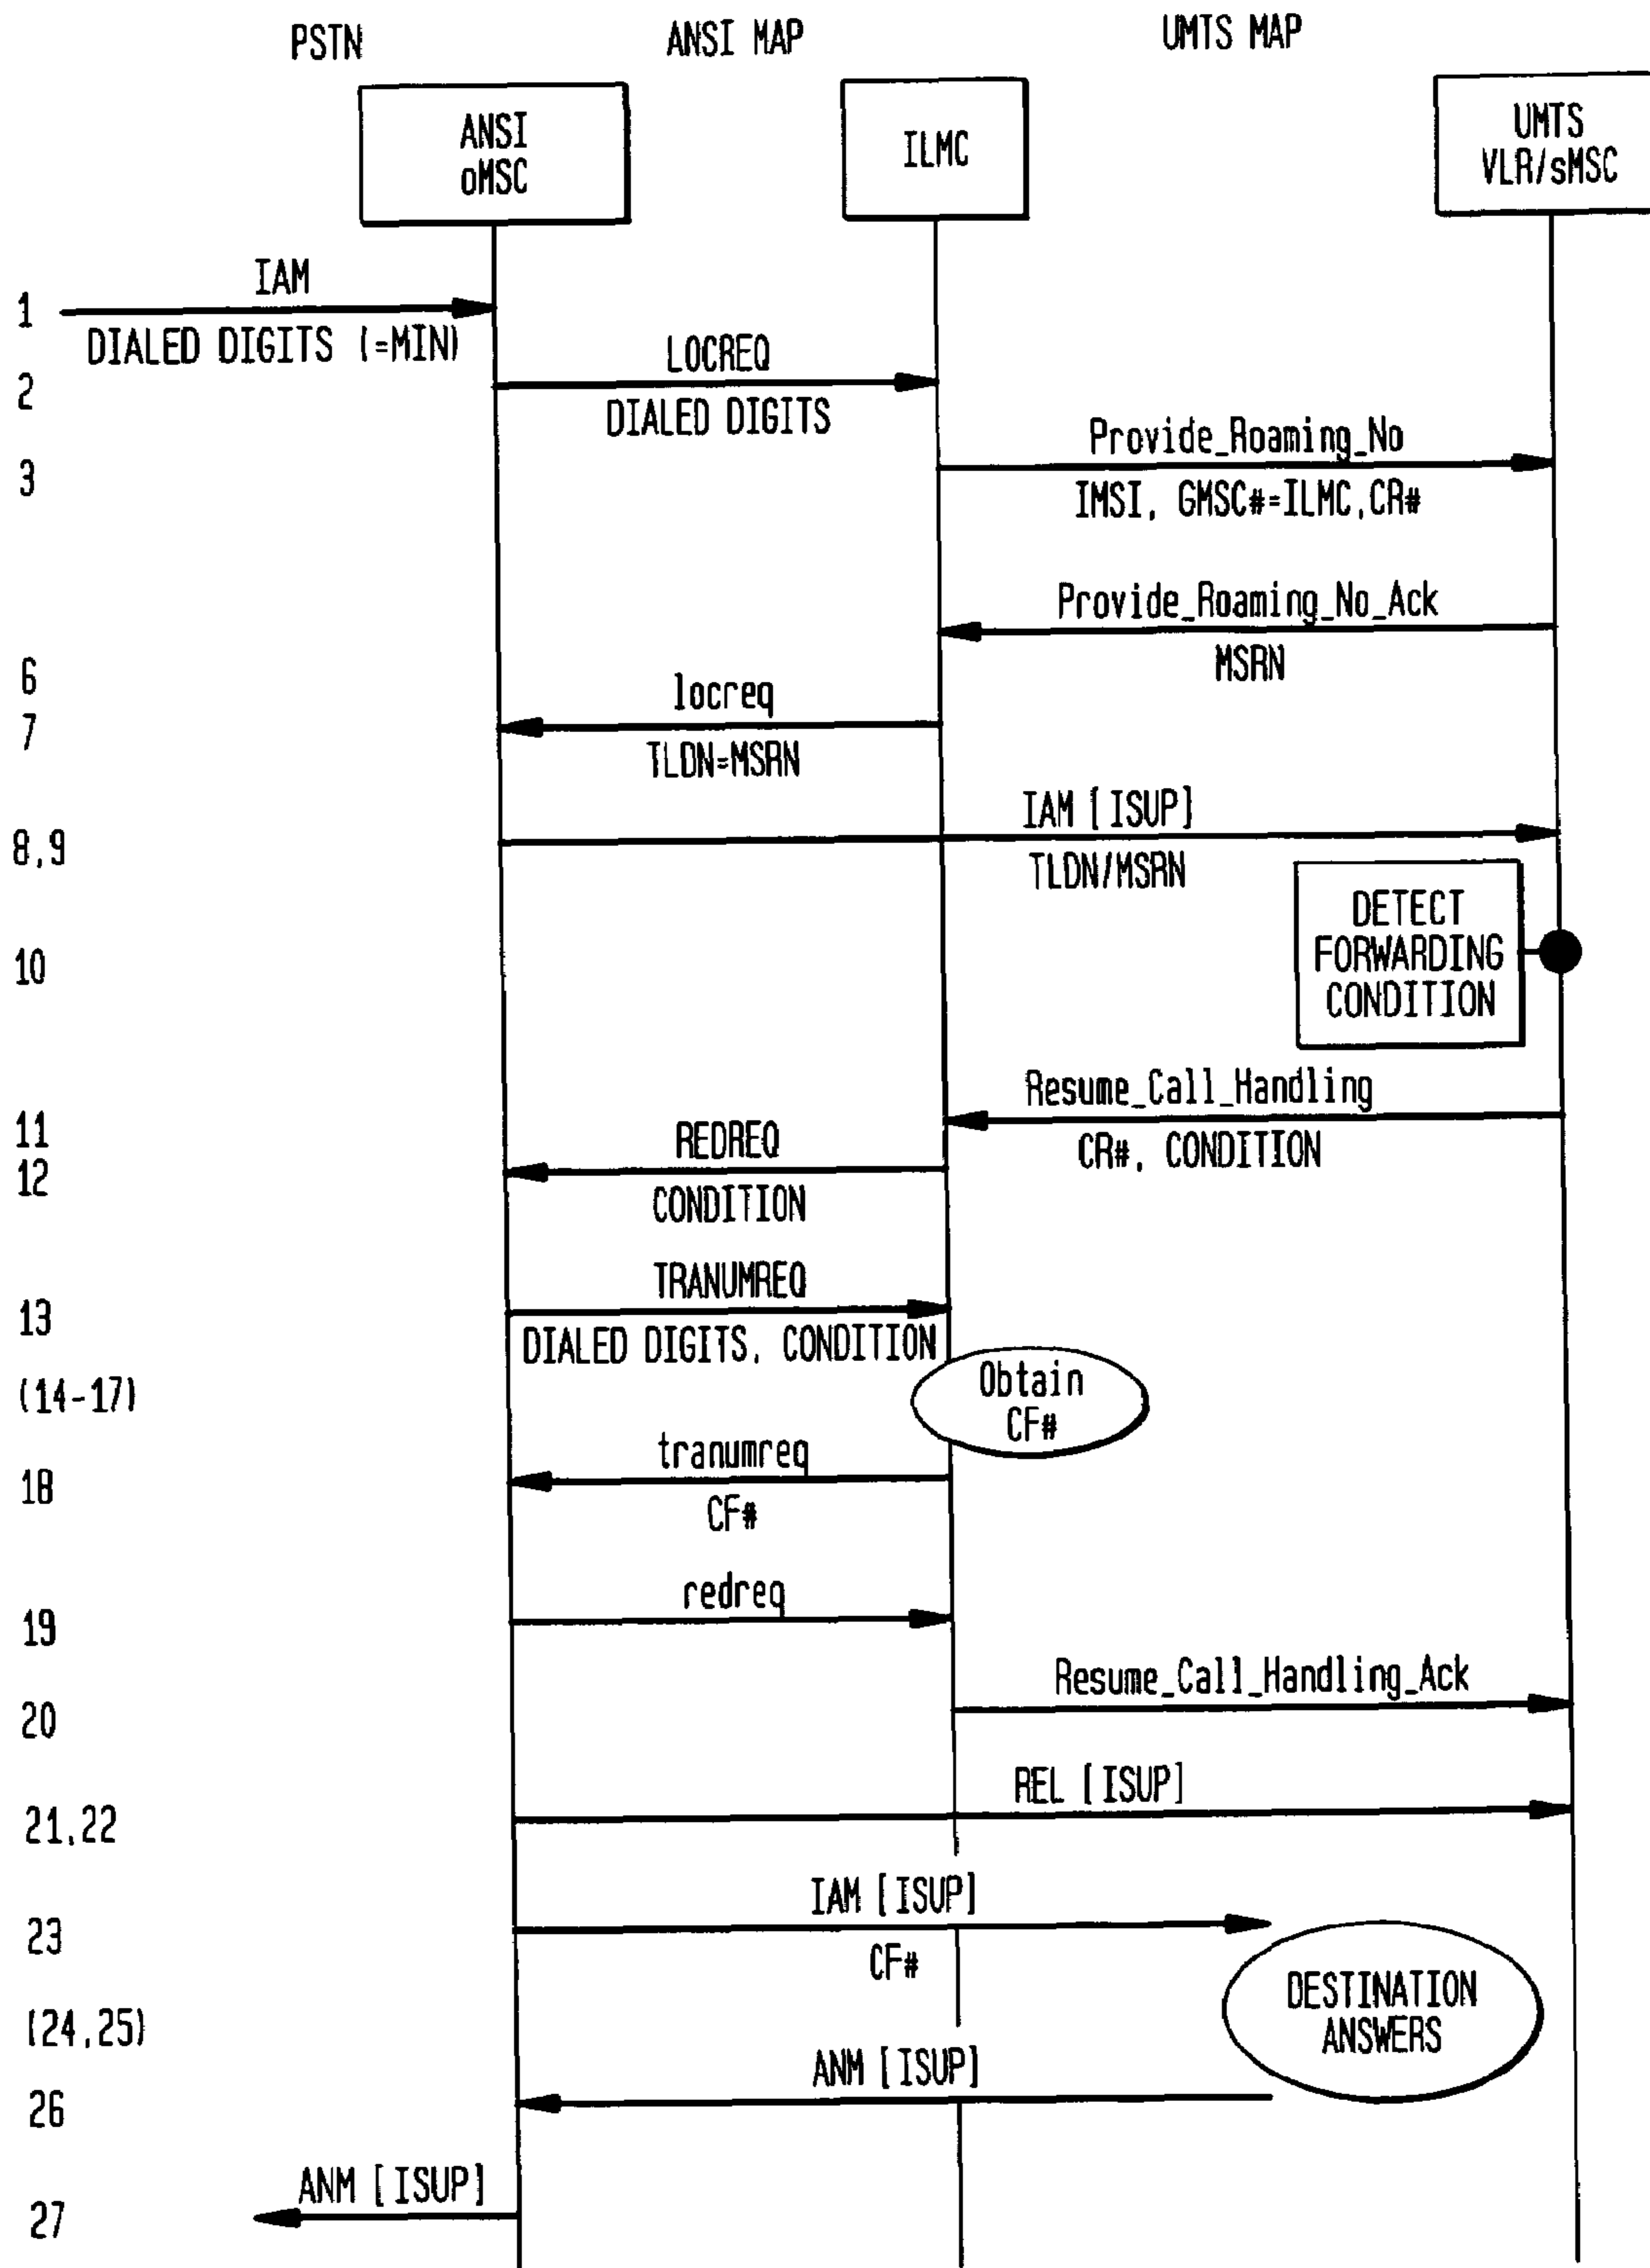 PSTN
ANSI MAP
UMTS MAP
ANSI
oMSC
ILMC
UMTS
VLR/sMSC
1
IAM
DIALED DIGITS (=MIN)
2
LOCREQ
DIALED DIGITS
3
Provide_Roaming_No
IMSI, GMSC#=ILMC,CR#
Provide_Roaming_No_Ack
MSRN
6
7
locreq
TLDN=MSRN
8,9
IAM [ISUP]
TLDN/MSRN
10
DETECT
FORWARDING
CONDITION
11
Resume_Call_Handling
CR#, CONDITION
12
REDREQ
CONDITION
13
TRANUMREQ
DIALED DIGITS, CONDITION
(14-17)
Obtain
CF#
18
tranumreq
CF#
19
redreq
20
Resume_Call_Handling_Ack
21,22
REL [ISUP]
23
IAM [ISUP]
CF#
(24,25)
DESTINATION
ANSWERS
26
ANM [ISUP]
27
ANM [ISUP]